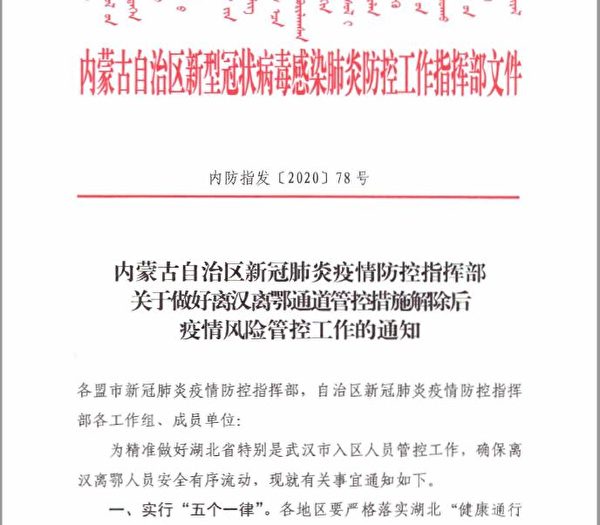 内蒙古自治区新型冠状病毒感染肺炎防控工作指挥部文件
内防指发〔2020〕78 号
内蒙古自治区新冠肺炎疫情防控指挥部
关于做好离汉离鄂通道管控措施解除后
疫情风险管控工作的通知
各盟市新冠肺炎疫情防控指挥部，自治区新冠肺炎疫情防控指挥
部各工作组、成员单位：
为精准做好湖北省特别是武汉市入区人员管控工作，确保离
汉离鄂人员安全有序流动，现就有关事宜通知如下。
一、实行“五个一律”。各地区要严格落实湖北“健康通行